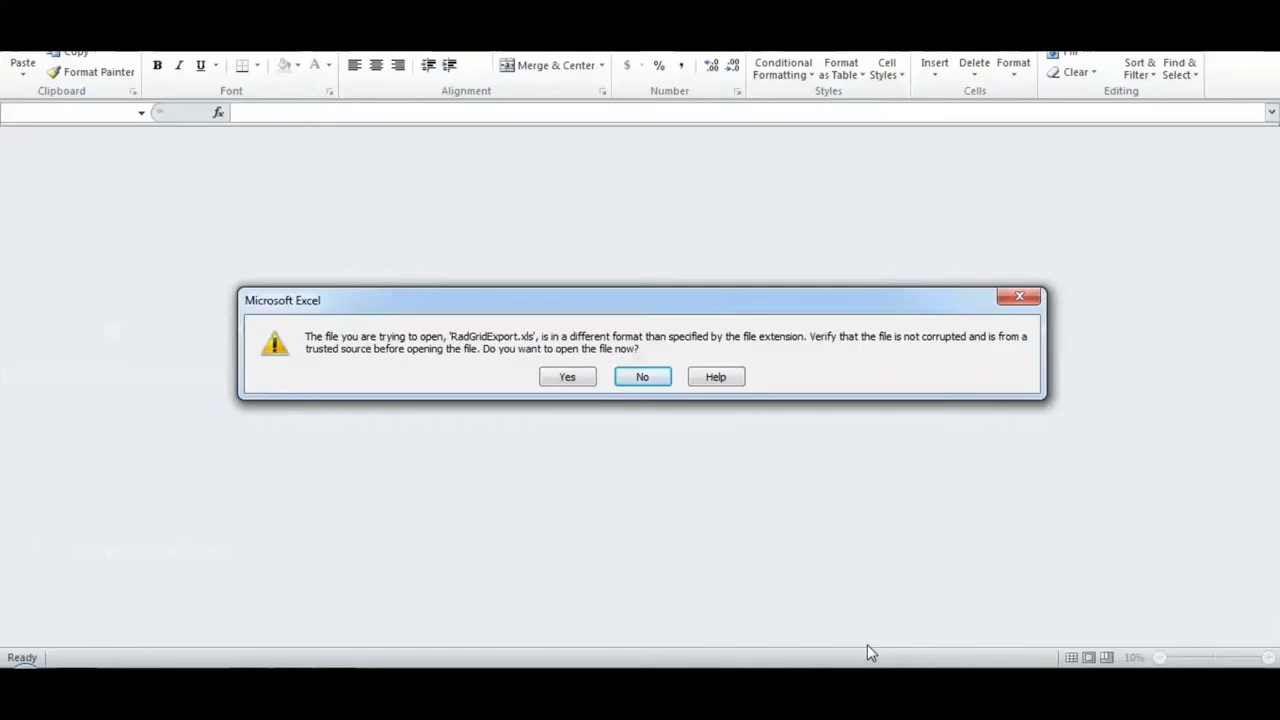 Copy
Fill
Paste
B I U A $ % ,
Merge & Center
Conditional Format Cell
Insert Delete Format
Sort & Find &
Format Painter
Formatting as Table Styles
Clear
Filter Select
Clipboard Font Alignment Number Styles Cells Editing
fx
Microsoft Excel
The file you are trying to open, 'RadGridExport.xls', is in a different format than specified by the file extension. Verify that the file is not corrupted and is from a
trusted source before opening the file. Do you want to open the file now?
Yes No Help
Ready 10%